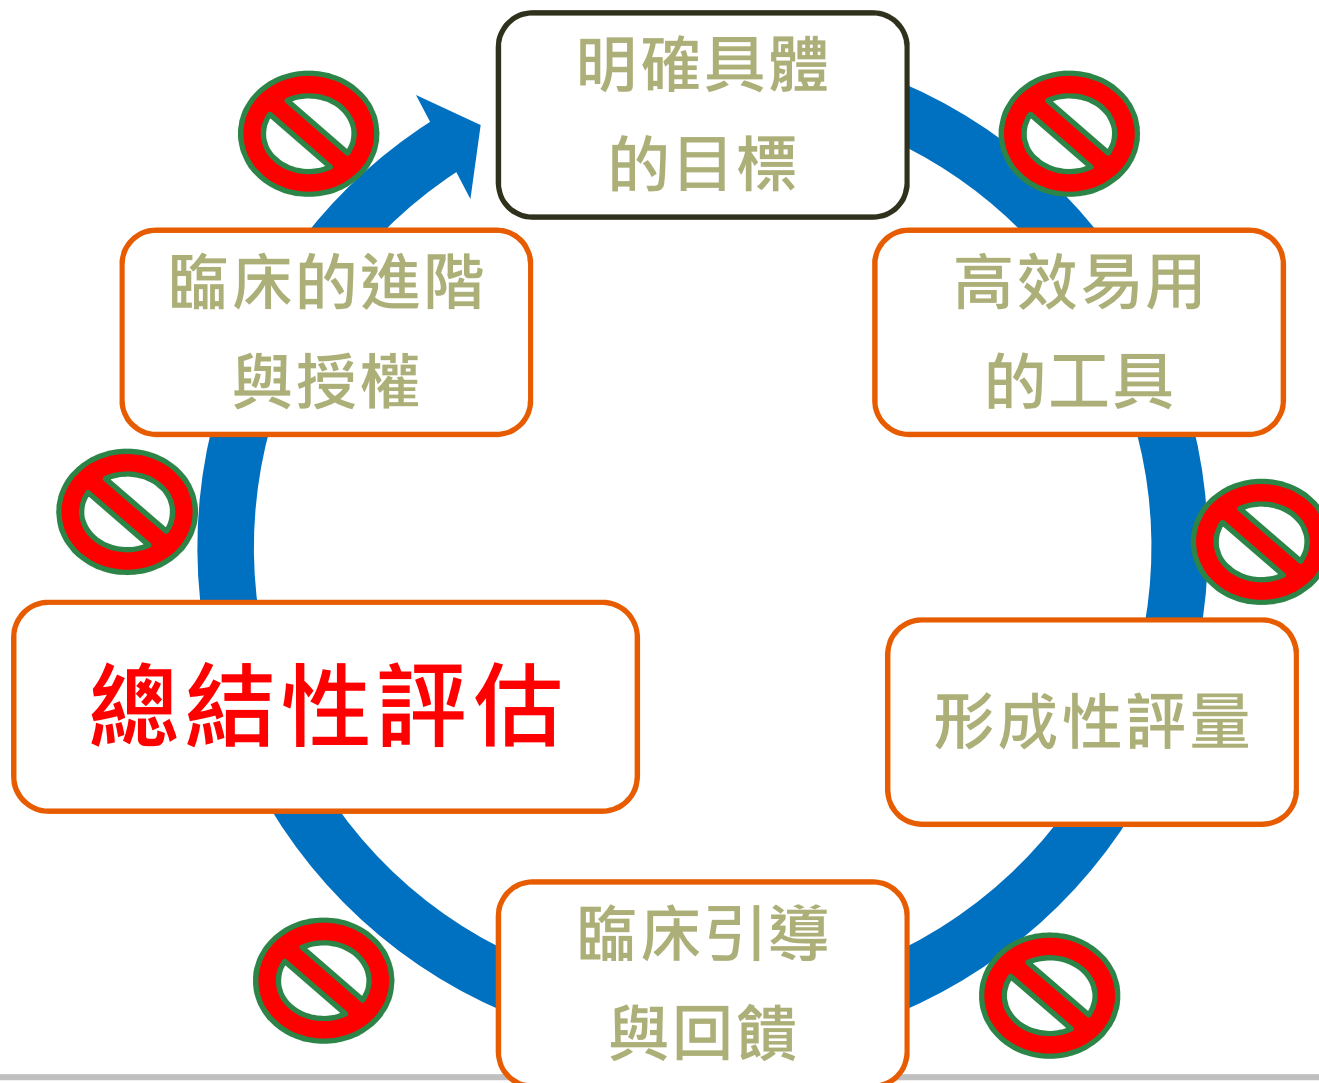 明確具體
的目標
高效易用
的工具
形成性評量
臨床引導
與回饋
總結性評估
臨床的進階
與授權